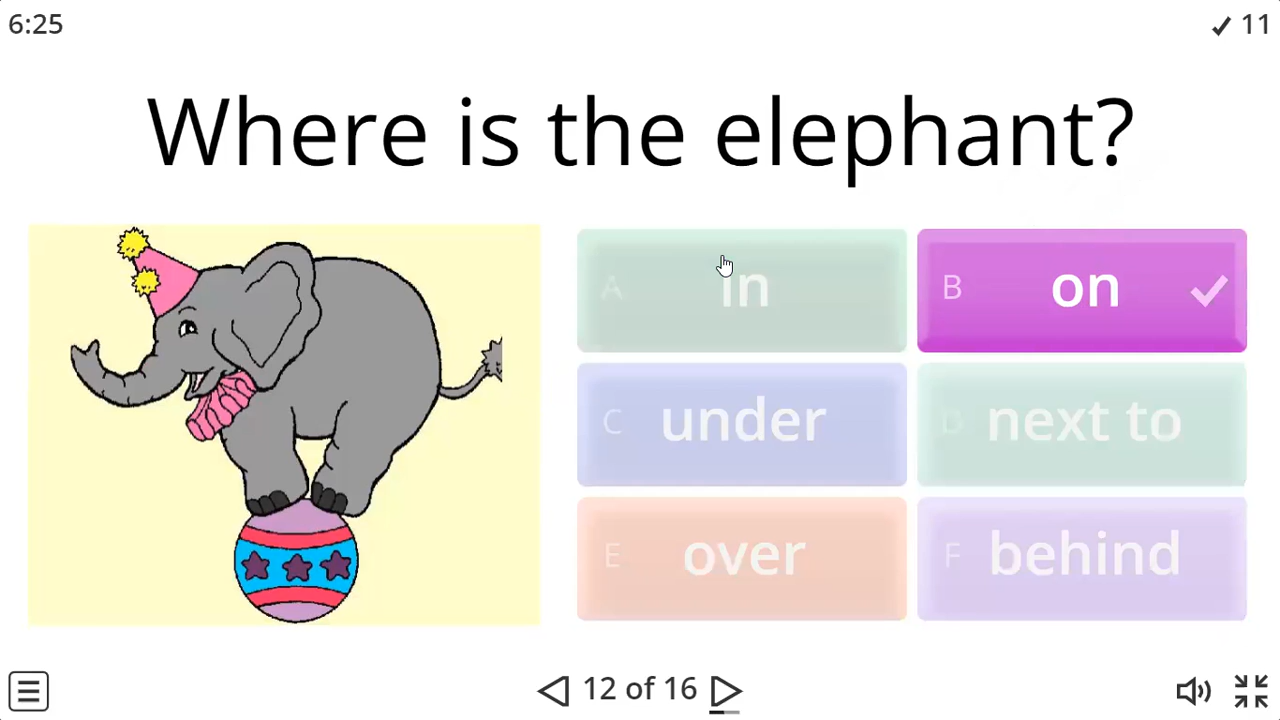 6:25
✓ 11
Where is the elephant?
A in
B on ✓
C under
D next to
E over
F behind
12 of 16